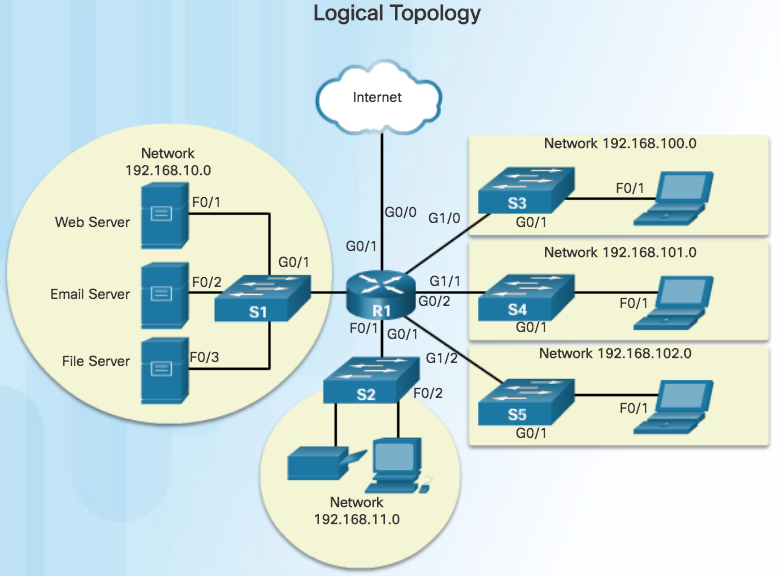 Logical Topology
Internet
Network
192.168.10.0
Web Server
F0/1
Email Server
F0/2
File Server
F0/3
G0/1
S1
G0/0
G0/1
G1/0
G1/1
G0/2
R1
F0/1
G0/1
G1/2
S2
F0/2
Network
192.168.11.0
Network 192.168.100.0
S3
G0/1
F0/1
Network 192.168.101.0
S4
G0/1
F0/1
Network 192.168.102.0
S5
G0/1
F0/1